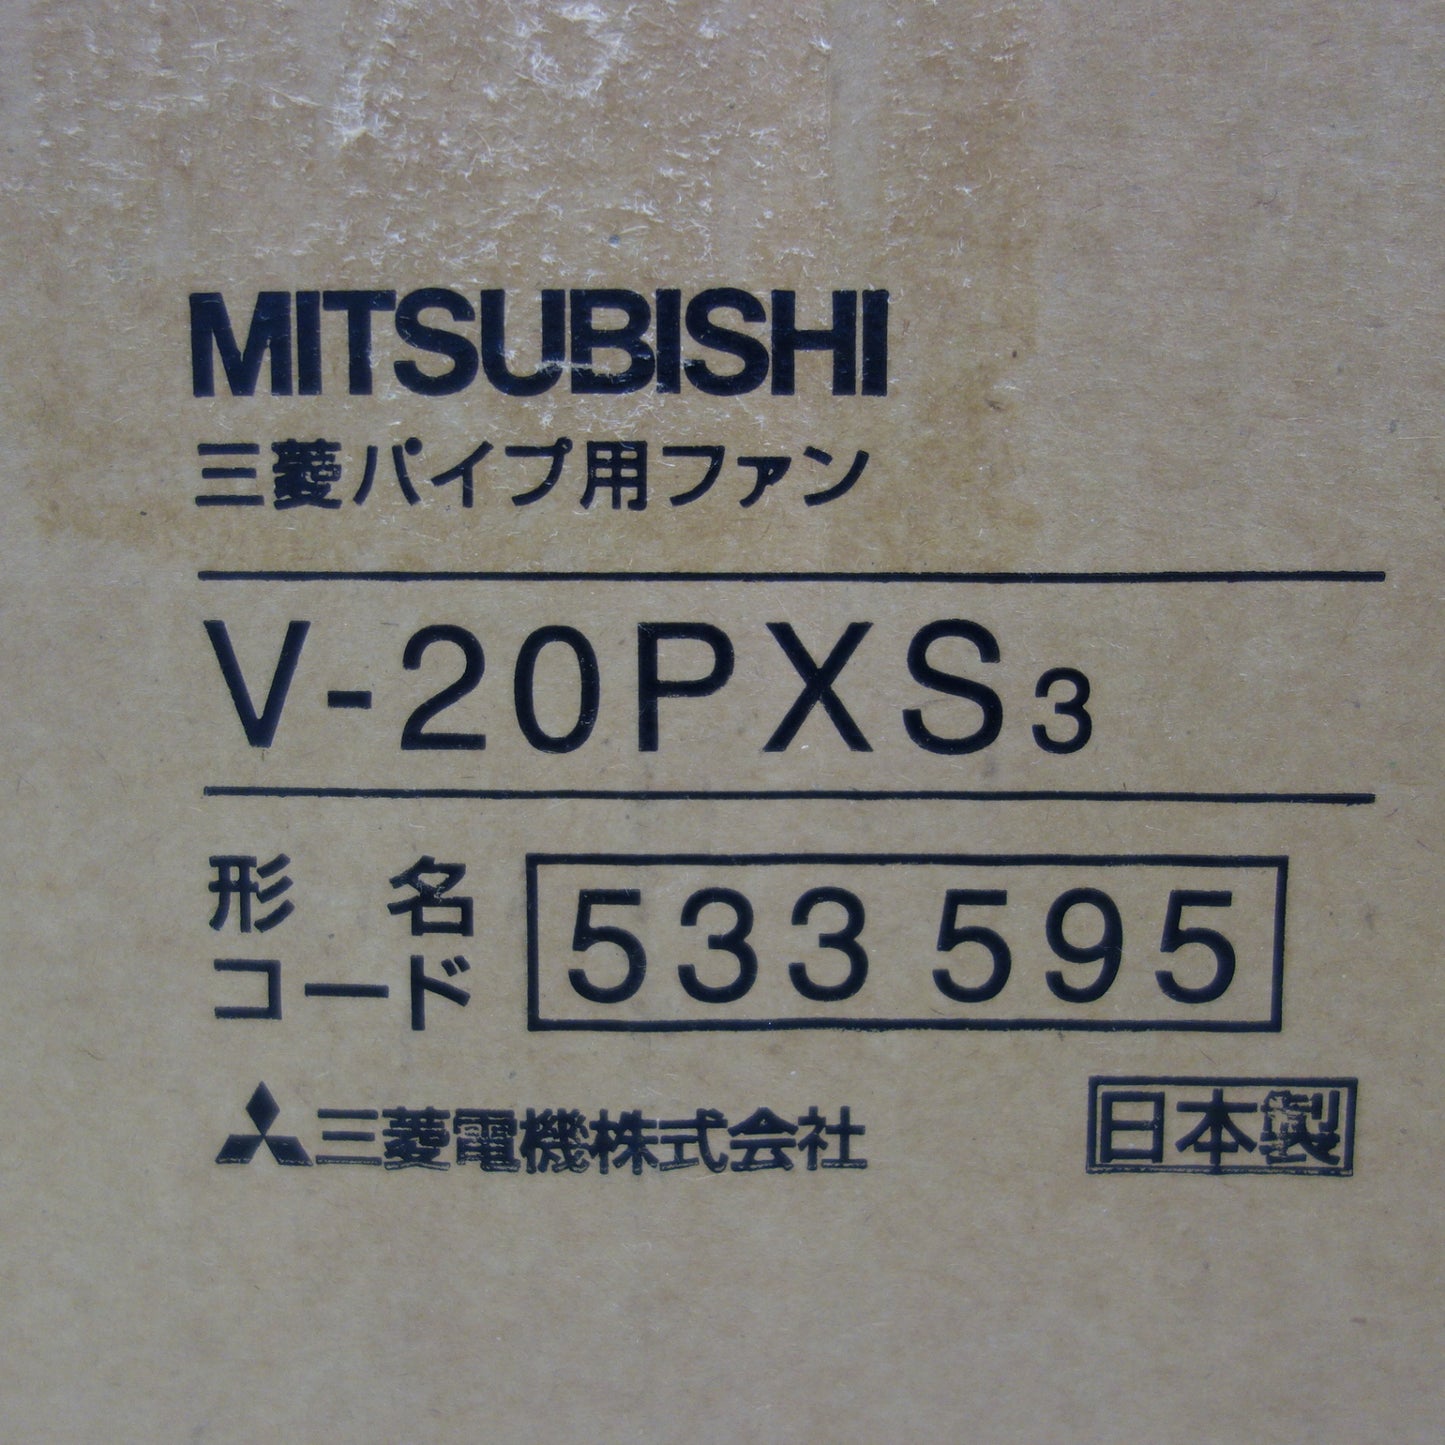 MITSUBISHI
三菱パイプ用ファン
V-20PXS3
形名
コード 533 595
三菱電機株式会社 日本製